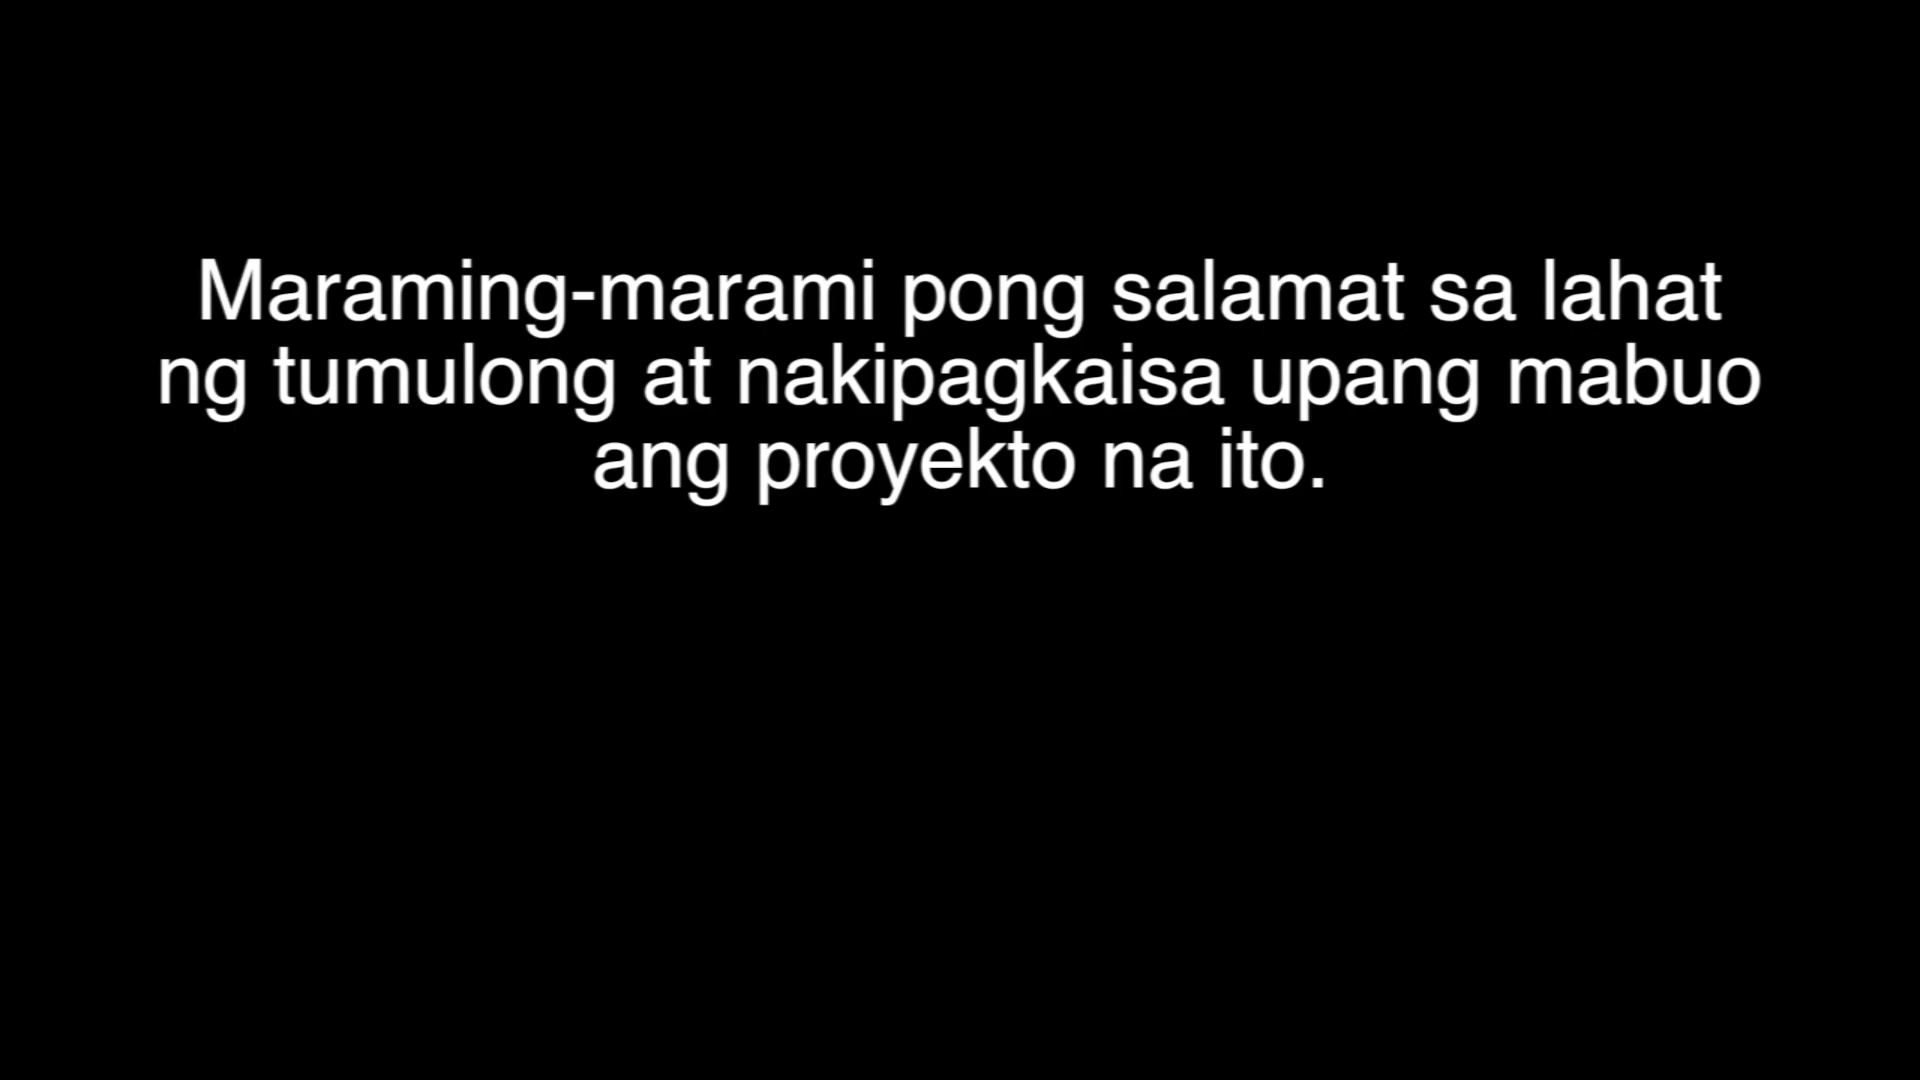 Maraming-marami pong salamat sa lahat
ng tumulong at nakipagkaisa upang mabuo
ang proyekto na ito.